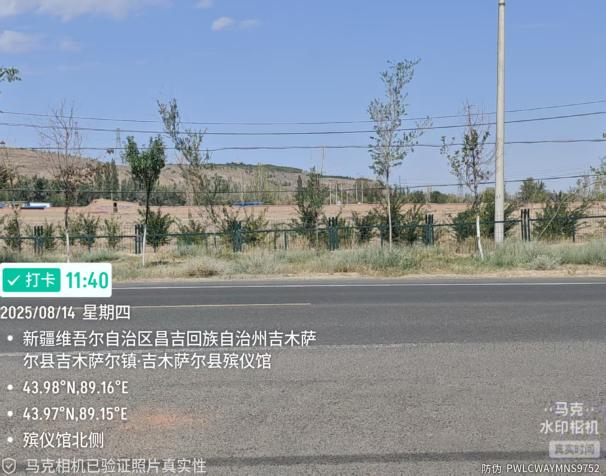 打卡 11:40
2025/08/14 星期四
新疆维吾尔自治区昌吉回族自治州吉木萨
尔县吉木萨尔镇·吉木萨尔县殡仪馆
43.98°N,89.16°E
43.97°N,89.15°E
殡仪馆北侧
马克相机已验证照片真实性
马克
水印相机
真实时间
防伪 PWLCWAYMNS9752